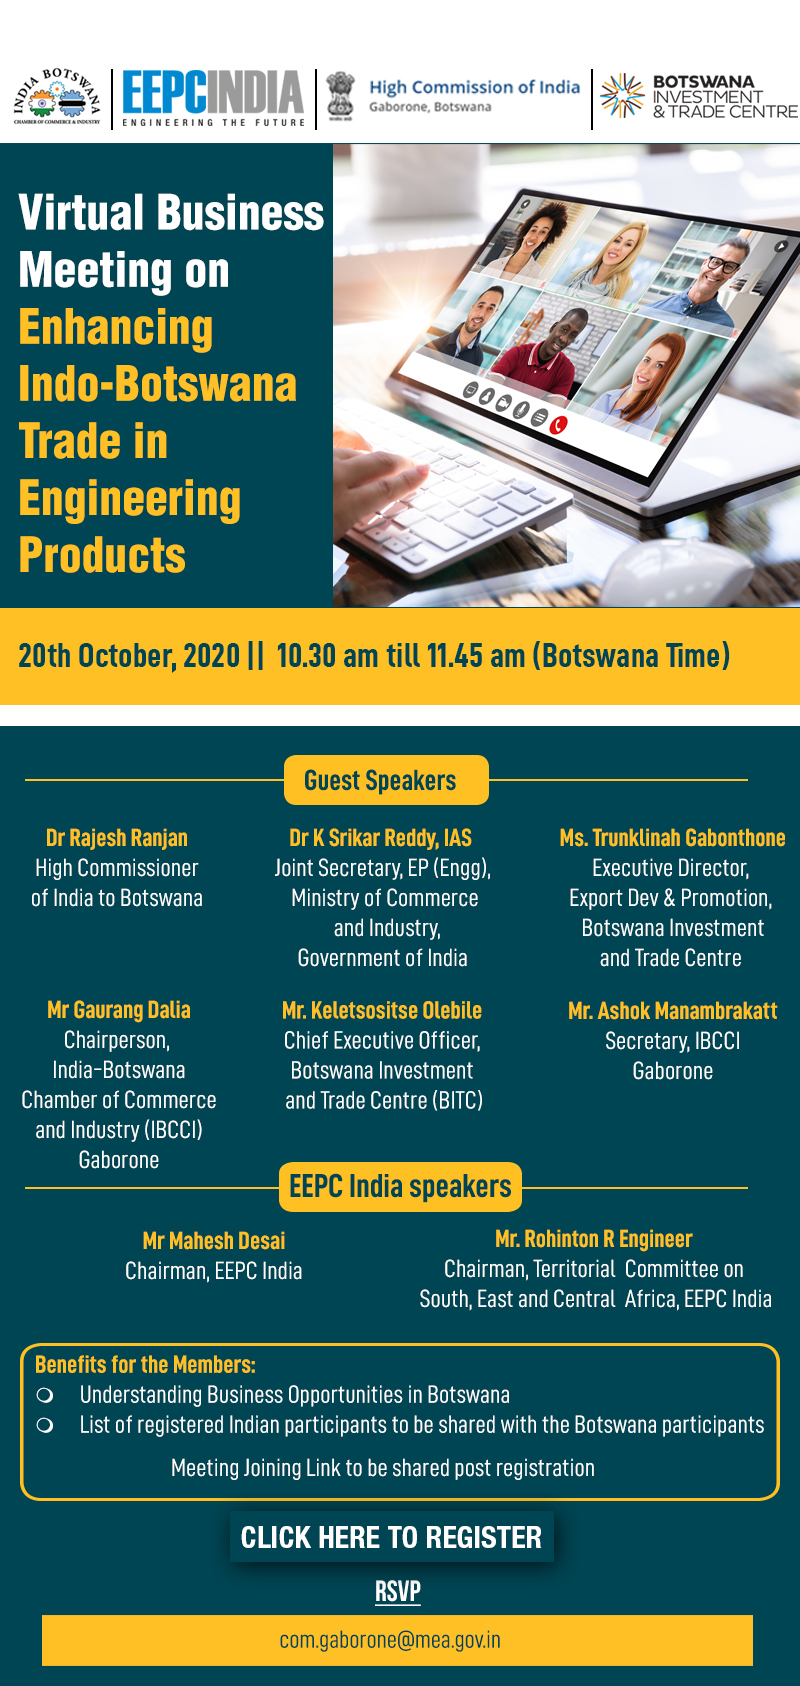 INDIA BOTSWANA
CHAMBER OF COMMERCE & INDUSTRY
EEPCINDIA
ENGINEERING THE FUTURE
High Commission of India
Gaborone, Botswana
BOTSWANA
INVESTMENT
& TRADE CENTRE
Virtual Business
Meeting on
Enhancing
Indo-Botswana
Trade in
Engineering
Products
20th October, 2020 || 10.30 am till 11.45 am (Botswana Time)
Guest Speakers
Dr Rajesh Ranjan
High Commissioner
of India to Botswana
Dr K Srikar Reddy, IAS
Joint Secretary, EP (Engg),
Ministry of Commerce
and Industry,
Government of India
Ms. Trunklinah Gabonthone
Executive Director,
Export Dev & Promotion,
Botswana Investment
and Trade Centre
Mr Gaurang Dalia
Chairperson,
India-Botswana
Chamber of Commerce
and Industry (IBCCI)
Gaborone
Mr. Keletsositse Olebile
Chief Executive Officer,
Botswana Investment
and Trade Centre (BITC)
Mr. Ashok Manambrakatt
Secretary, IBCCI
Gaborone
EEPC India speakers
Mr Mahesh Desai
Chairman, EEPC India
Mr. Rohinton R Engineer
Chairman, Territorial Committee on
South, East and Central Africa, EEPC India
Benefits for the Members:
❍ Understanding Business Opportunities in Botswana
❍ List of registered Indian participants to be shared with the Botswana participants
Meeting Joining Link to be shared post registration
CLICK HERE TO REGISTER
RSVP
com.gaborone@mea.gov.in